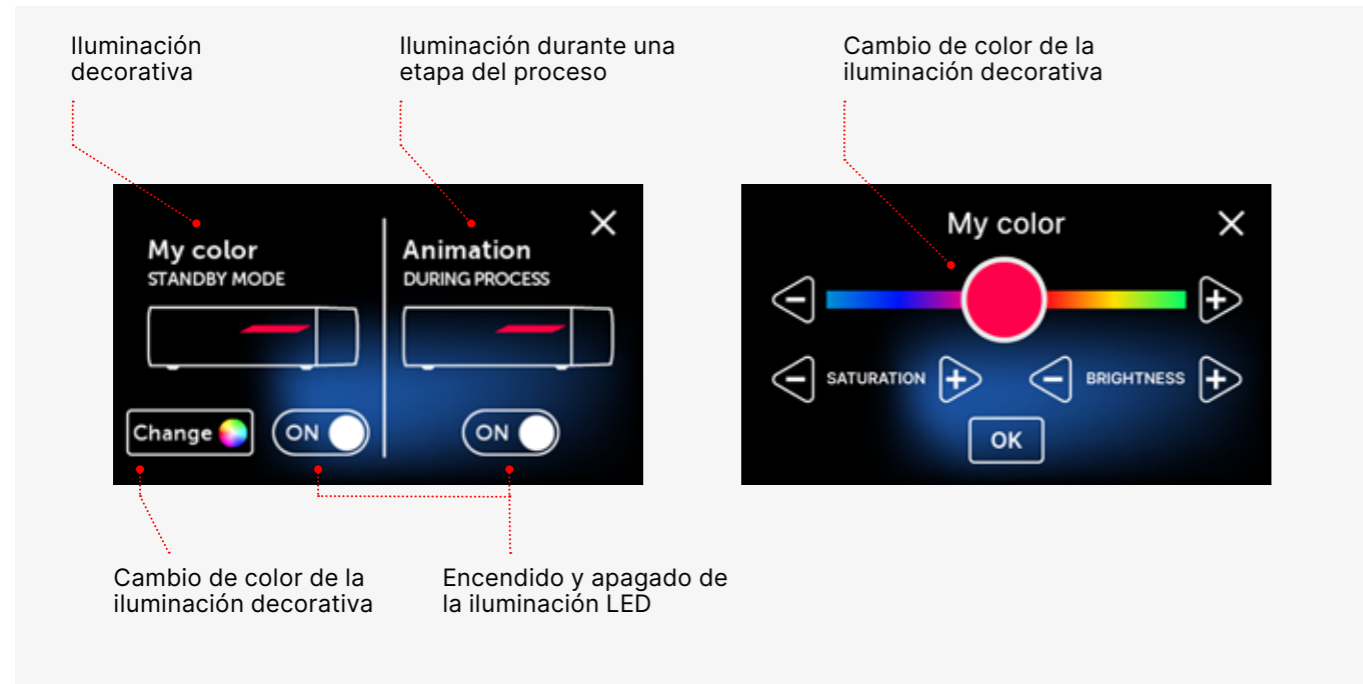 Iluminación
decorativa
Iluminación durante una
etapa del proceso
Cambio de color de la
iluminación decorativa
My color
STANDBY MODE
Animation
DURING PROCESS
Change
ON
ON
My color
SATURATION
BRIGHTNESS
OK
Cambio de color de la
iluminación decorativa
Encendido y apagado de
la iluminación LED